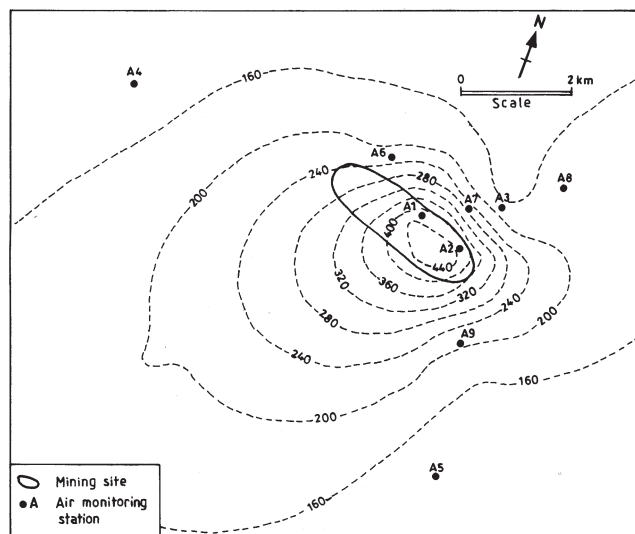 N
A4
160
0 2 km
Scale
A6
A8
240
280
A7 A3
200
A1
400
A2
440
320
360
320
240
280
200
A9
240
160
200
A5
160
Mining site
A Air monitoring
station